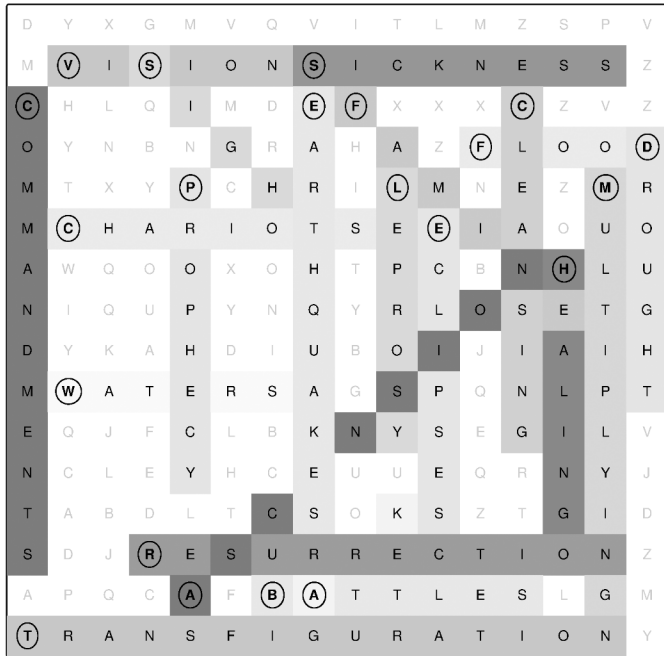 D Y X G M V Q V I T L M Z S P V
M V I S I O N S I C K N E S S Z
C H L Q I M D E F X X X C Z V Z
O Y N B N G R A H A Z F L O O D
M T X Y P C H R I L M N E Z M R
M C H A R I O T S E E I A O U O
A W Q O O X O H T P C B N H L U
N I Q U P Y N Q Y R L O S E T G
D Y K A H D I U B O I J I A I H
M W A T E R S A G S P Q N L P T
E Q J F C L B K N Y S E G I L V
N C L E Y H C E U U E Q R N Y J
T A B D L T C S O K S Z T G I D
S D J R E S U R R E C T I O N Z
A P Q C A F B A T T L E S L G M
T R A N S F I G U R A T I O N Y